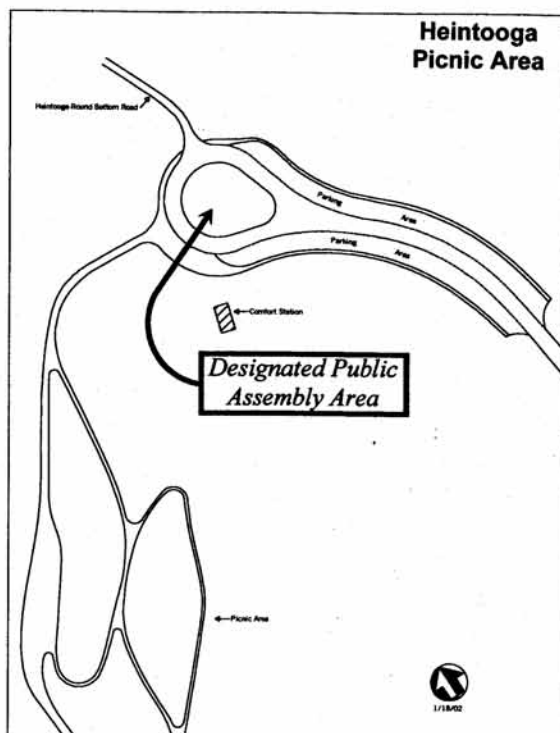 Heintooga
Picnic Area
Heintooga-Round Bottom Road
Parking Area
Parking Area
Comfort Station
Designated Public
Assembly Area
Picnic Area
1/18/02